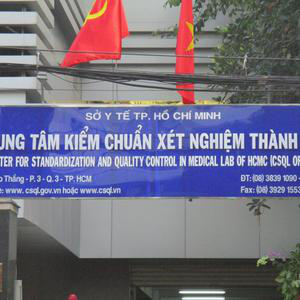 SỞ Y TẾ TP. HỒ CHÍ MINH
UNG TÂM KIỂM CHUẨN XÉT NGHIỆM THÀNH
TER FOR STANDARDIZATION AND QUALITY CONTROL IN MEDICAL LAB OF HCMC (CSQL OF
Thắng - P. 3 - Q. 3 - TP. HCM ĐT: (08) 3839 1090 -
www.csql.gov.vn hoặc www.csql.vn Fax: (08) 3929 155